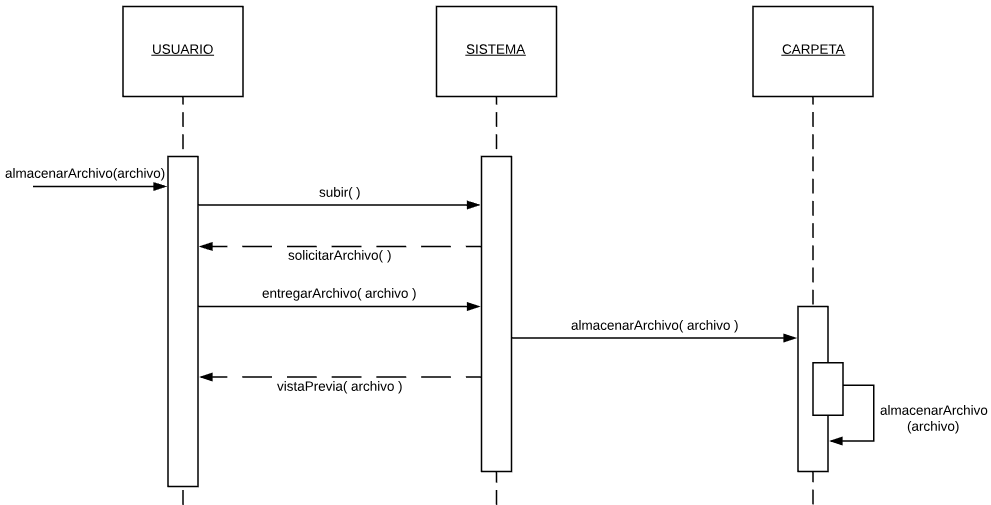 USUARIO
SISTEMA
CARPETA
almacenarArchivo(archivo)
subir( )
solicitarArchivo( )
entregarArchivo( archivo )
almacenarArchivo( archivo )
vistaPrevia( archivo )
almacenarArchivo
(archivo)